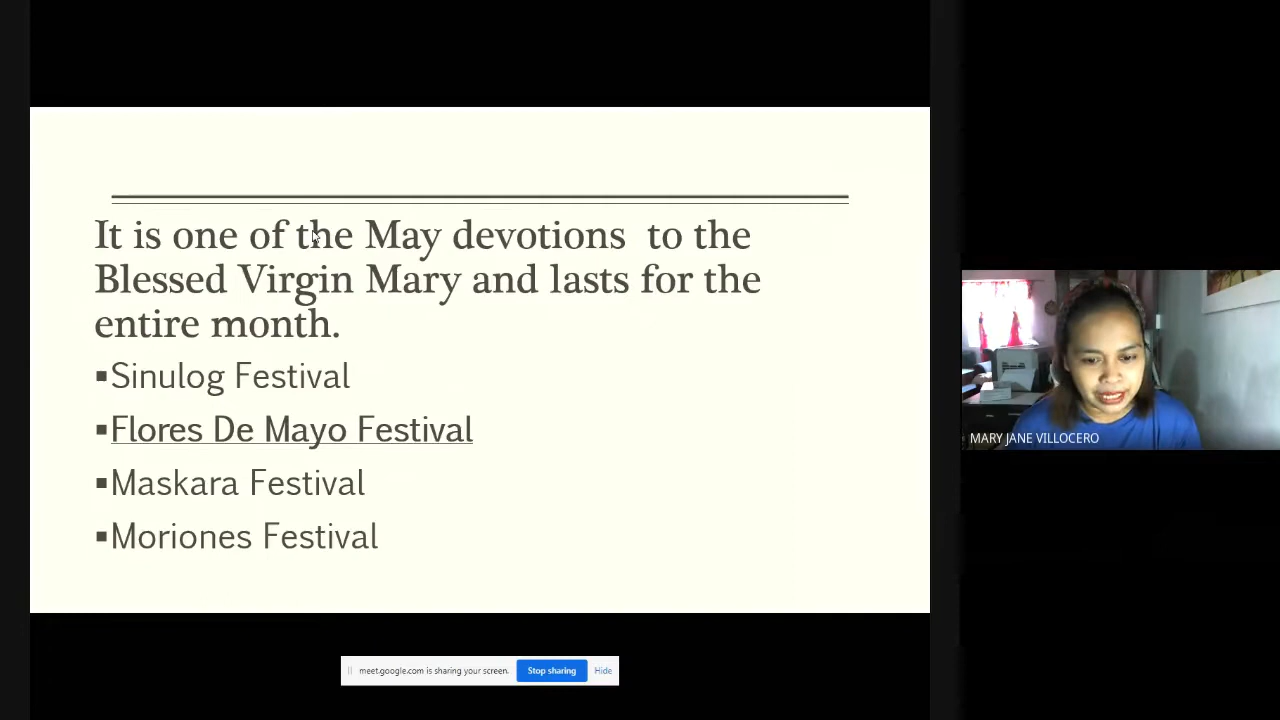 It is one of the May devotions to the
Blessed Virgin Mary and lasts for the
entire month.
▪Sinulog Festival
▪Flores De Mayo Festival
▪Maskara Festival
▪Moriones Festival
MARY JANE VILLOCERO
meet.google.com is sharing your screen.
Stop sharing
Hide